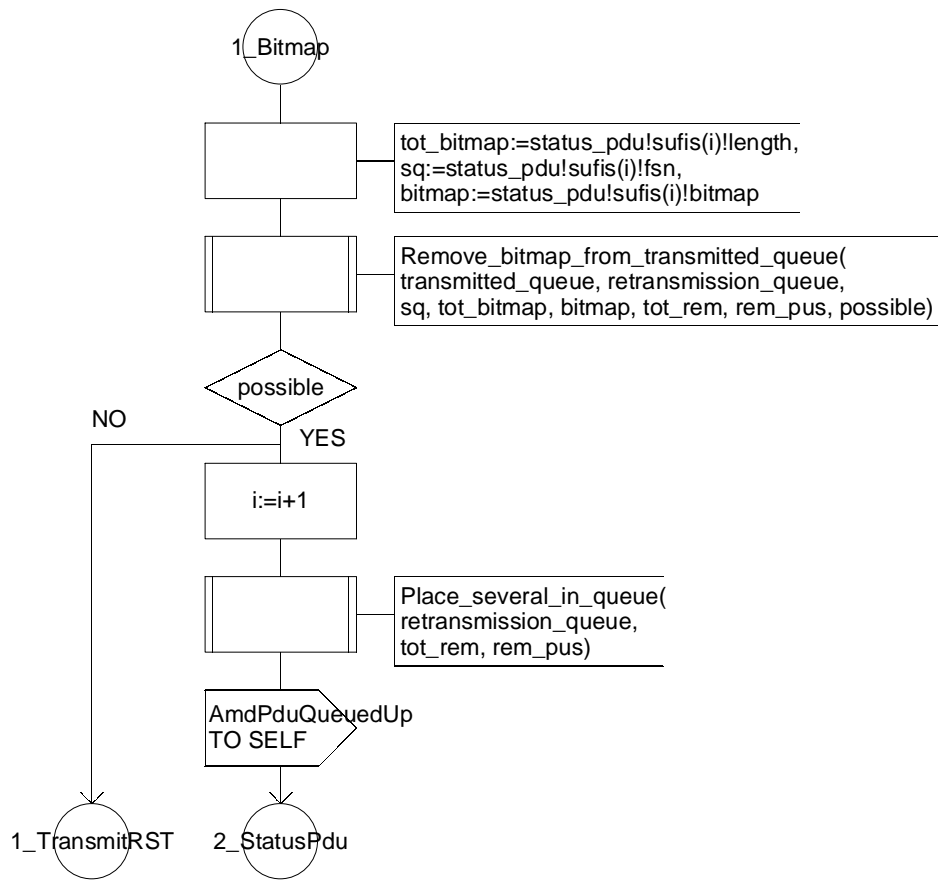 1_Bitmap
tot_bitmap:=status_pdu!sufis(i)!length,
sq:=status_pdu!sufis(i)!fsn,
bitmap:=status_pdu!sufis(i)!bitmap
Remove_bitmap_from_transmitted_queue(
transmitted_queue, retransmission_queue,
sq, tot_bitmap, bitmap, tot_rem, rem_pus, possible)
possible
NO
YES
i:=i+1
Place_several_in_queue(
retransmission_queue,
tot_rem, rem_pus)
AmdPduQueuedUp
TO SELF
1_TransmitRST
2_StatusPdu